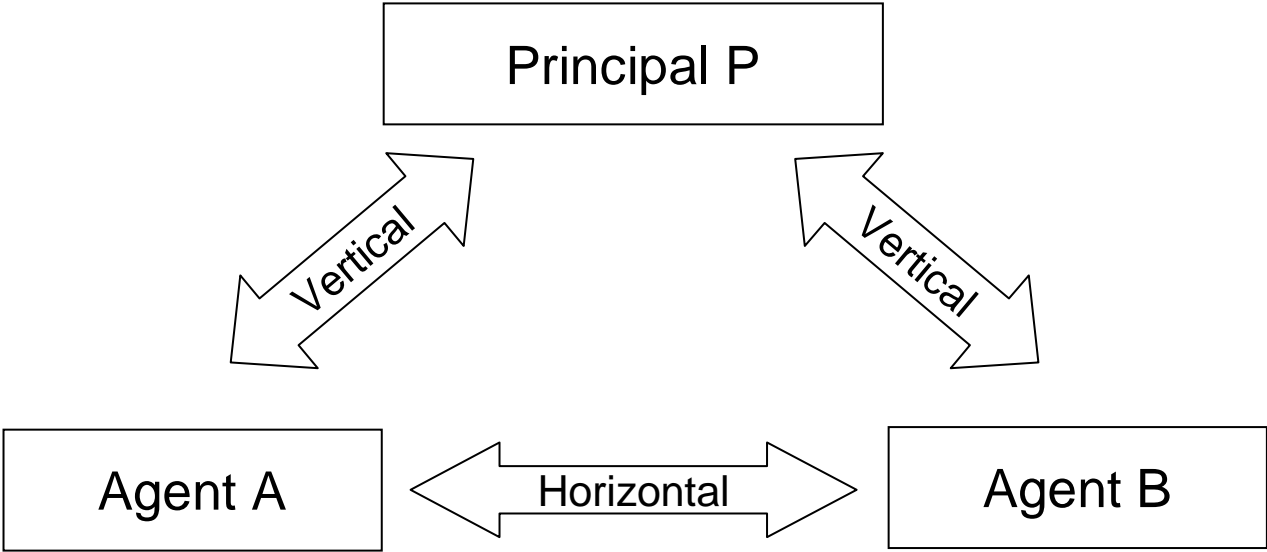 Principal P
Vertical
Vertical
Agent A
Horizontal
Agent B